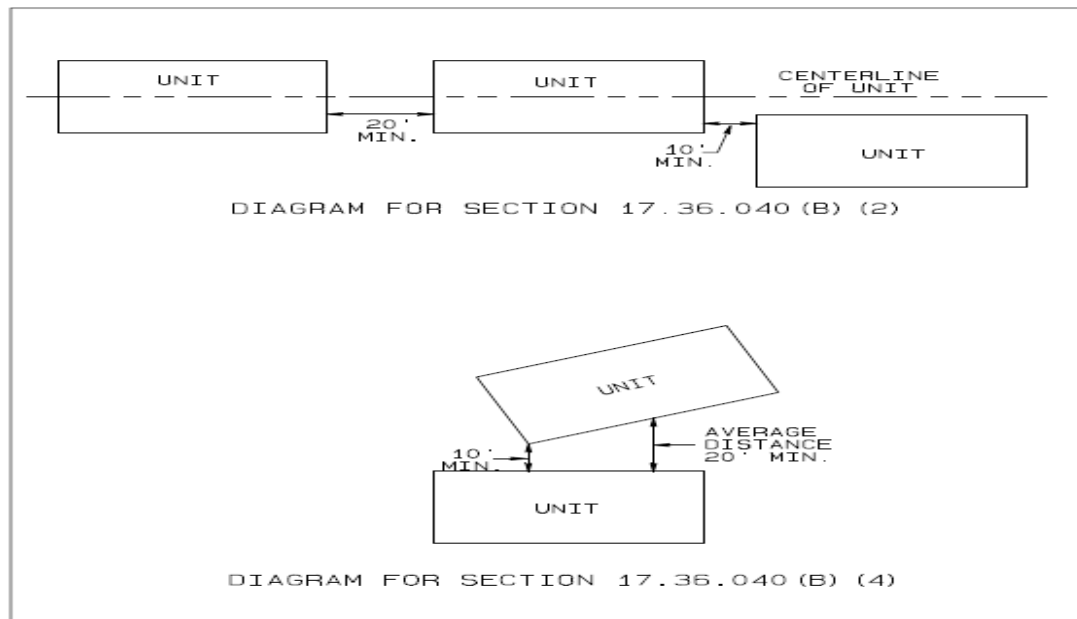 UNIT
UNIT
CENTERLINE
OF UNIT
20'
MIN.
10'
MIN.
UNIT
DIAGRAM FOR SECTION 17.36.040(B)(2)
UNIT
10'
MIN.
AVERAGE
DISTANCE
20' MIN.
UNIT
DIAGRAM FOR SECTION 17.36.040(B)(4)